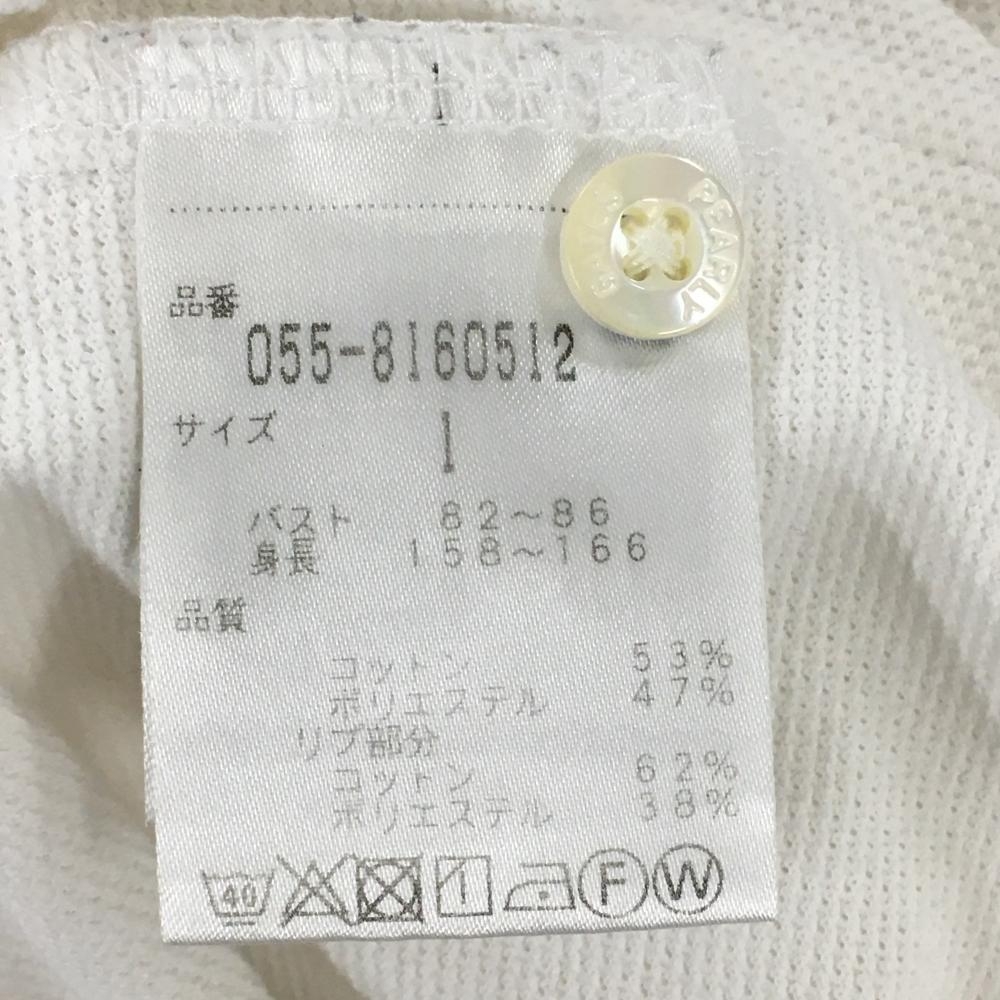 PEARLY
GATES
品番
055-8160512
サイズ 1
バスト 82～86
身長 158～166
品質
コットン 53%
ポリエステル 47%
リブ部分
コットン 62%
ポリエステル 38%
40 F W